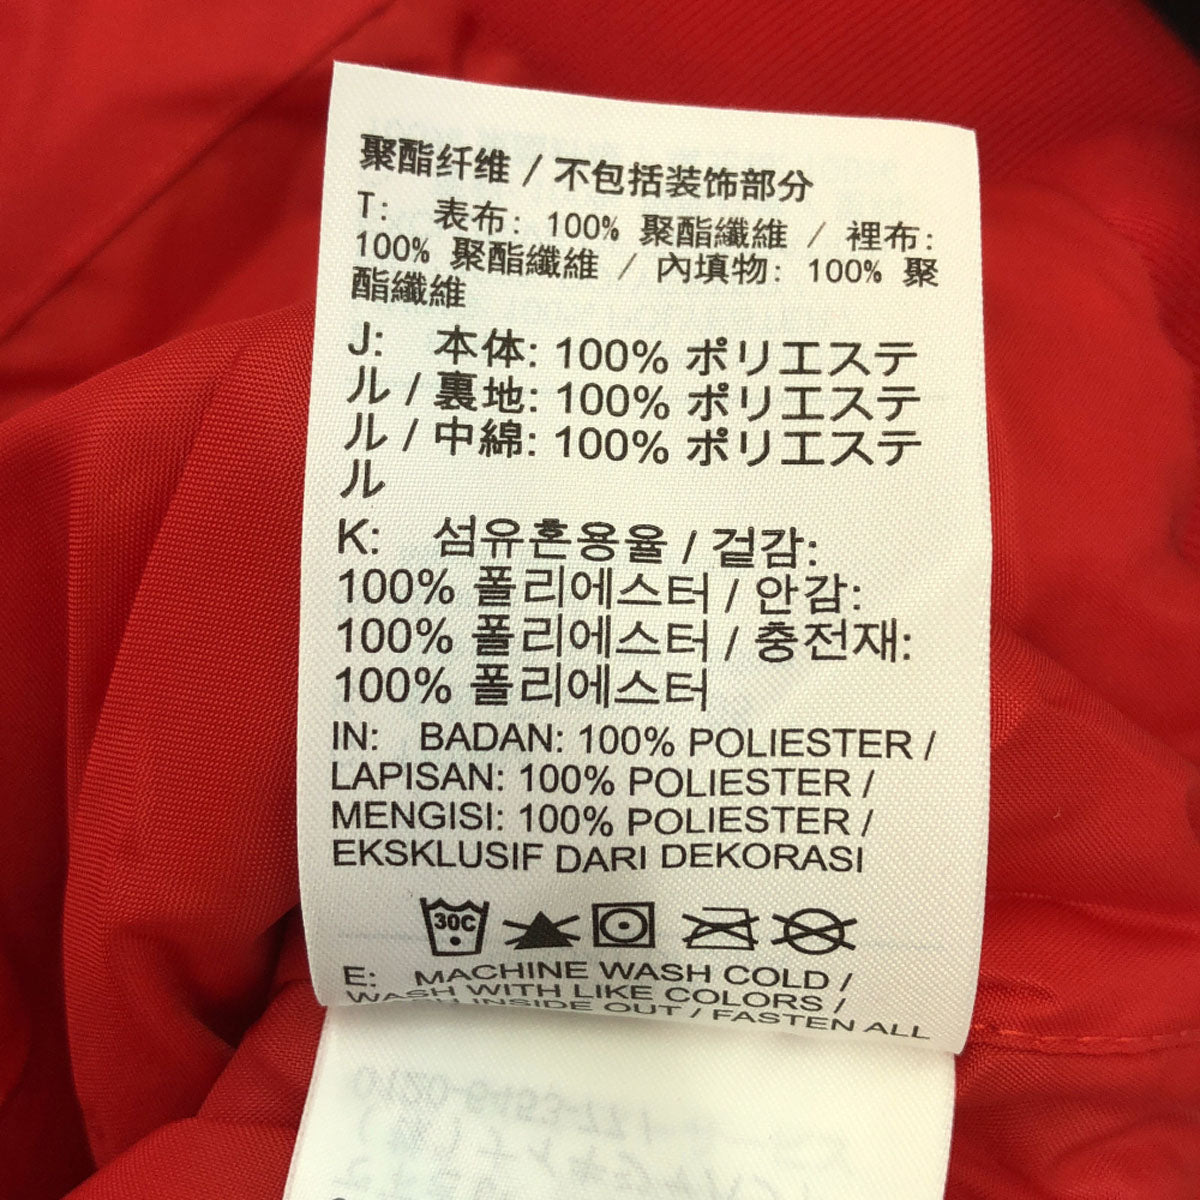 聚酯纤维 / 不包括装饰部分
T: 表布: 100% 聚酯纖維 / 裡布:
100% 聚酯纖維 / 內填物: 100% 聚
酯纖維
J: 本体: 100% ポリエステ
ル / 裏地: 100% ポリエステ
ル / 中綿: 100% ポリエステ
ル
K: 섬유혼용율 / 겉감:
100% 폴리에스터 / 안감:
100% 폴리에스터 / 충전재:
100% 폴리에스터
IN: BADAN: 100% POLIESTER /
LAPISAN: 100% POLIESTER /
MENGISI: 100% POLIESTER /
EKSKLUSIF DARI DEKORASI
30C
E: MACHINE WASH COLD /
WASH WITH LIKE COLORS /
WASH INSIDE OUT / FASTEN ALL